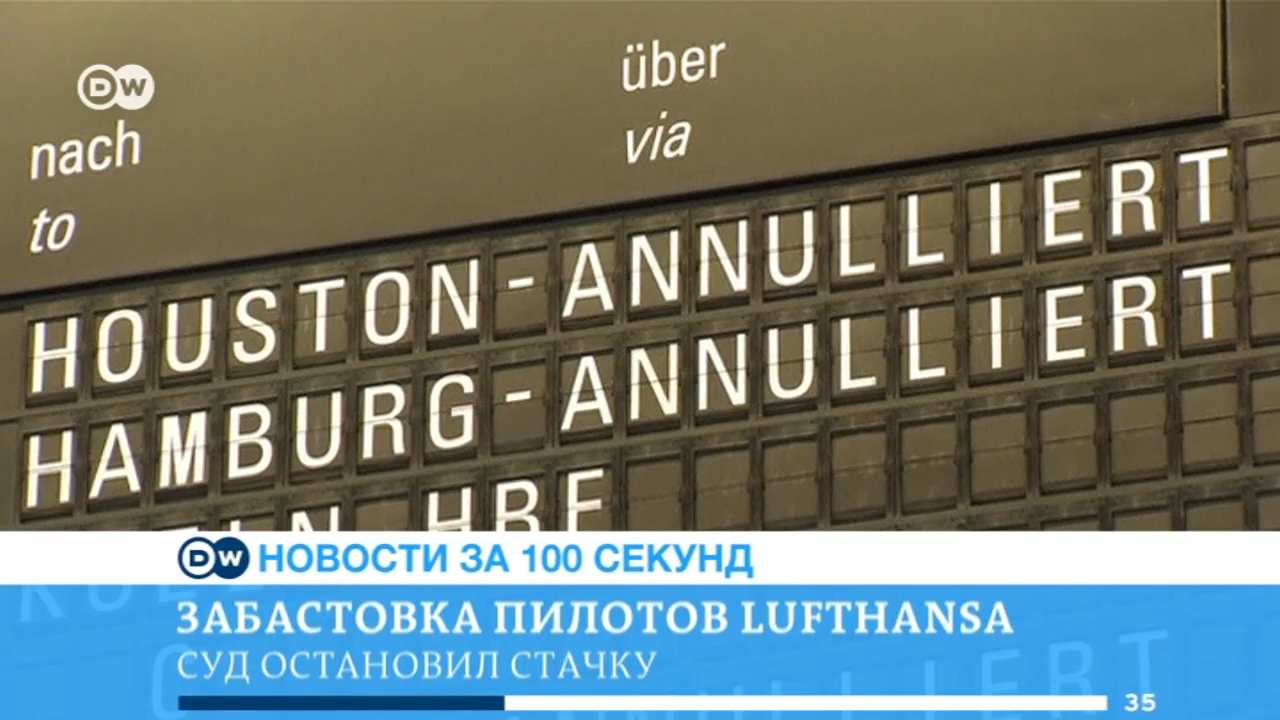 DW
über
via
nach
to
HOUSTON-ANNULLIERT
HAMBURG-ANNULLIERT
HBF
DW НОВОСТИ ЗА 100 СЕКУНД
ЗАБАСТОВКА ПИЛОТОВ LUFTHANSA
СУД ОСТАНОВИЛ СТАЧКУ
35